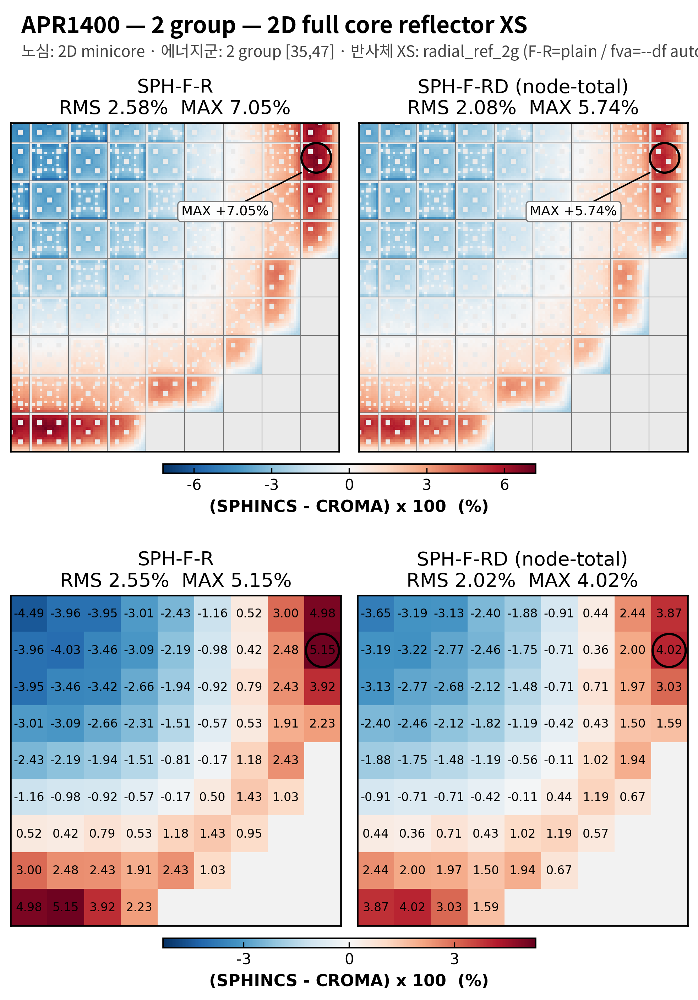 APR1400 — 2 group — 2D full core reflector XS
노심: 2D minicore · 에너지군: 2 group [35,47] · 반사체 XS: radial_ref_2g (F-R=plain / fva=--df auto
SPH-F-R
RMS 2.58% MAX 7.05%
SPH-F-RD (node-total)
RMS 2.08% MAX 5.74%
MAX +7.05%
MAX +5.74%
-6 -3 0 3 6
(SPHINCS - CROMA) x 100 (%)
SPH-F-R
RMS 2.55% MAX 5.15%
SPH-F-RD (node-total)
RMS 2.02% MAX 4.02%
-4.49 -3.96 -3.95 -3.01 -2.43 -1.16 0.52 3.00 4.98
-3.96 -4.03 -3.46 -3.09 -2.19 -0.98 0.42 2.48 5.15
-3.95 -3.46 -3.42 -2.66 -1.94 -0.92 0.79 2.43 3.92
-3.01 -3.09 -2.66 -2.31 -1.51 -0.57 0.53 1.91 2.23
-2.43 -2.19 -1.94 -1.51 -0.81 -0.17 1.18 2.43
-1.16 -0.98 -0.92 -0.57 -0.17 0.50 1.43 1.03
0.52 0.42 0.79 0.53 1.18 1.43 0.95
3.00 2.48 2.43 1.91 2.43 1.03
4.98 5.15 3.92 2.23
-3.65 -3.19 -3.13 -2.40 -1.88 -0.91 0.44 2.44 3.87
-3.19 -3.22 -2.77 -2.46 -1.75 -0.71 0.36 2.00 4.02
-3.13 -2.77 -2.68 -2.12 -1.48 -0.71 0.71 1.97 3.03
-2.40 -2.46 -2.12 -1.82 -1.19 -0.42 0.43 1.50 1.59
-1.88 -1.75 -1.48 -1.19 -0.56 -0.11 1.02 1.94
-0.91 -0.71 -0.71 -0.42 -0.11 0.44 1.19 0.67
0.44 0.36 0.71 0.43 1.02 1.19 0.57
2.44 2.00 1.97 1.50 1.94 0.67
3.87 4.02 3.03 1.59
-3 0 3
(SPHINCS - CROMA) x 100 (%)